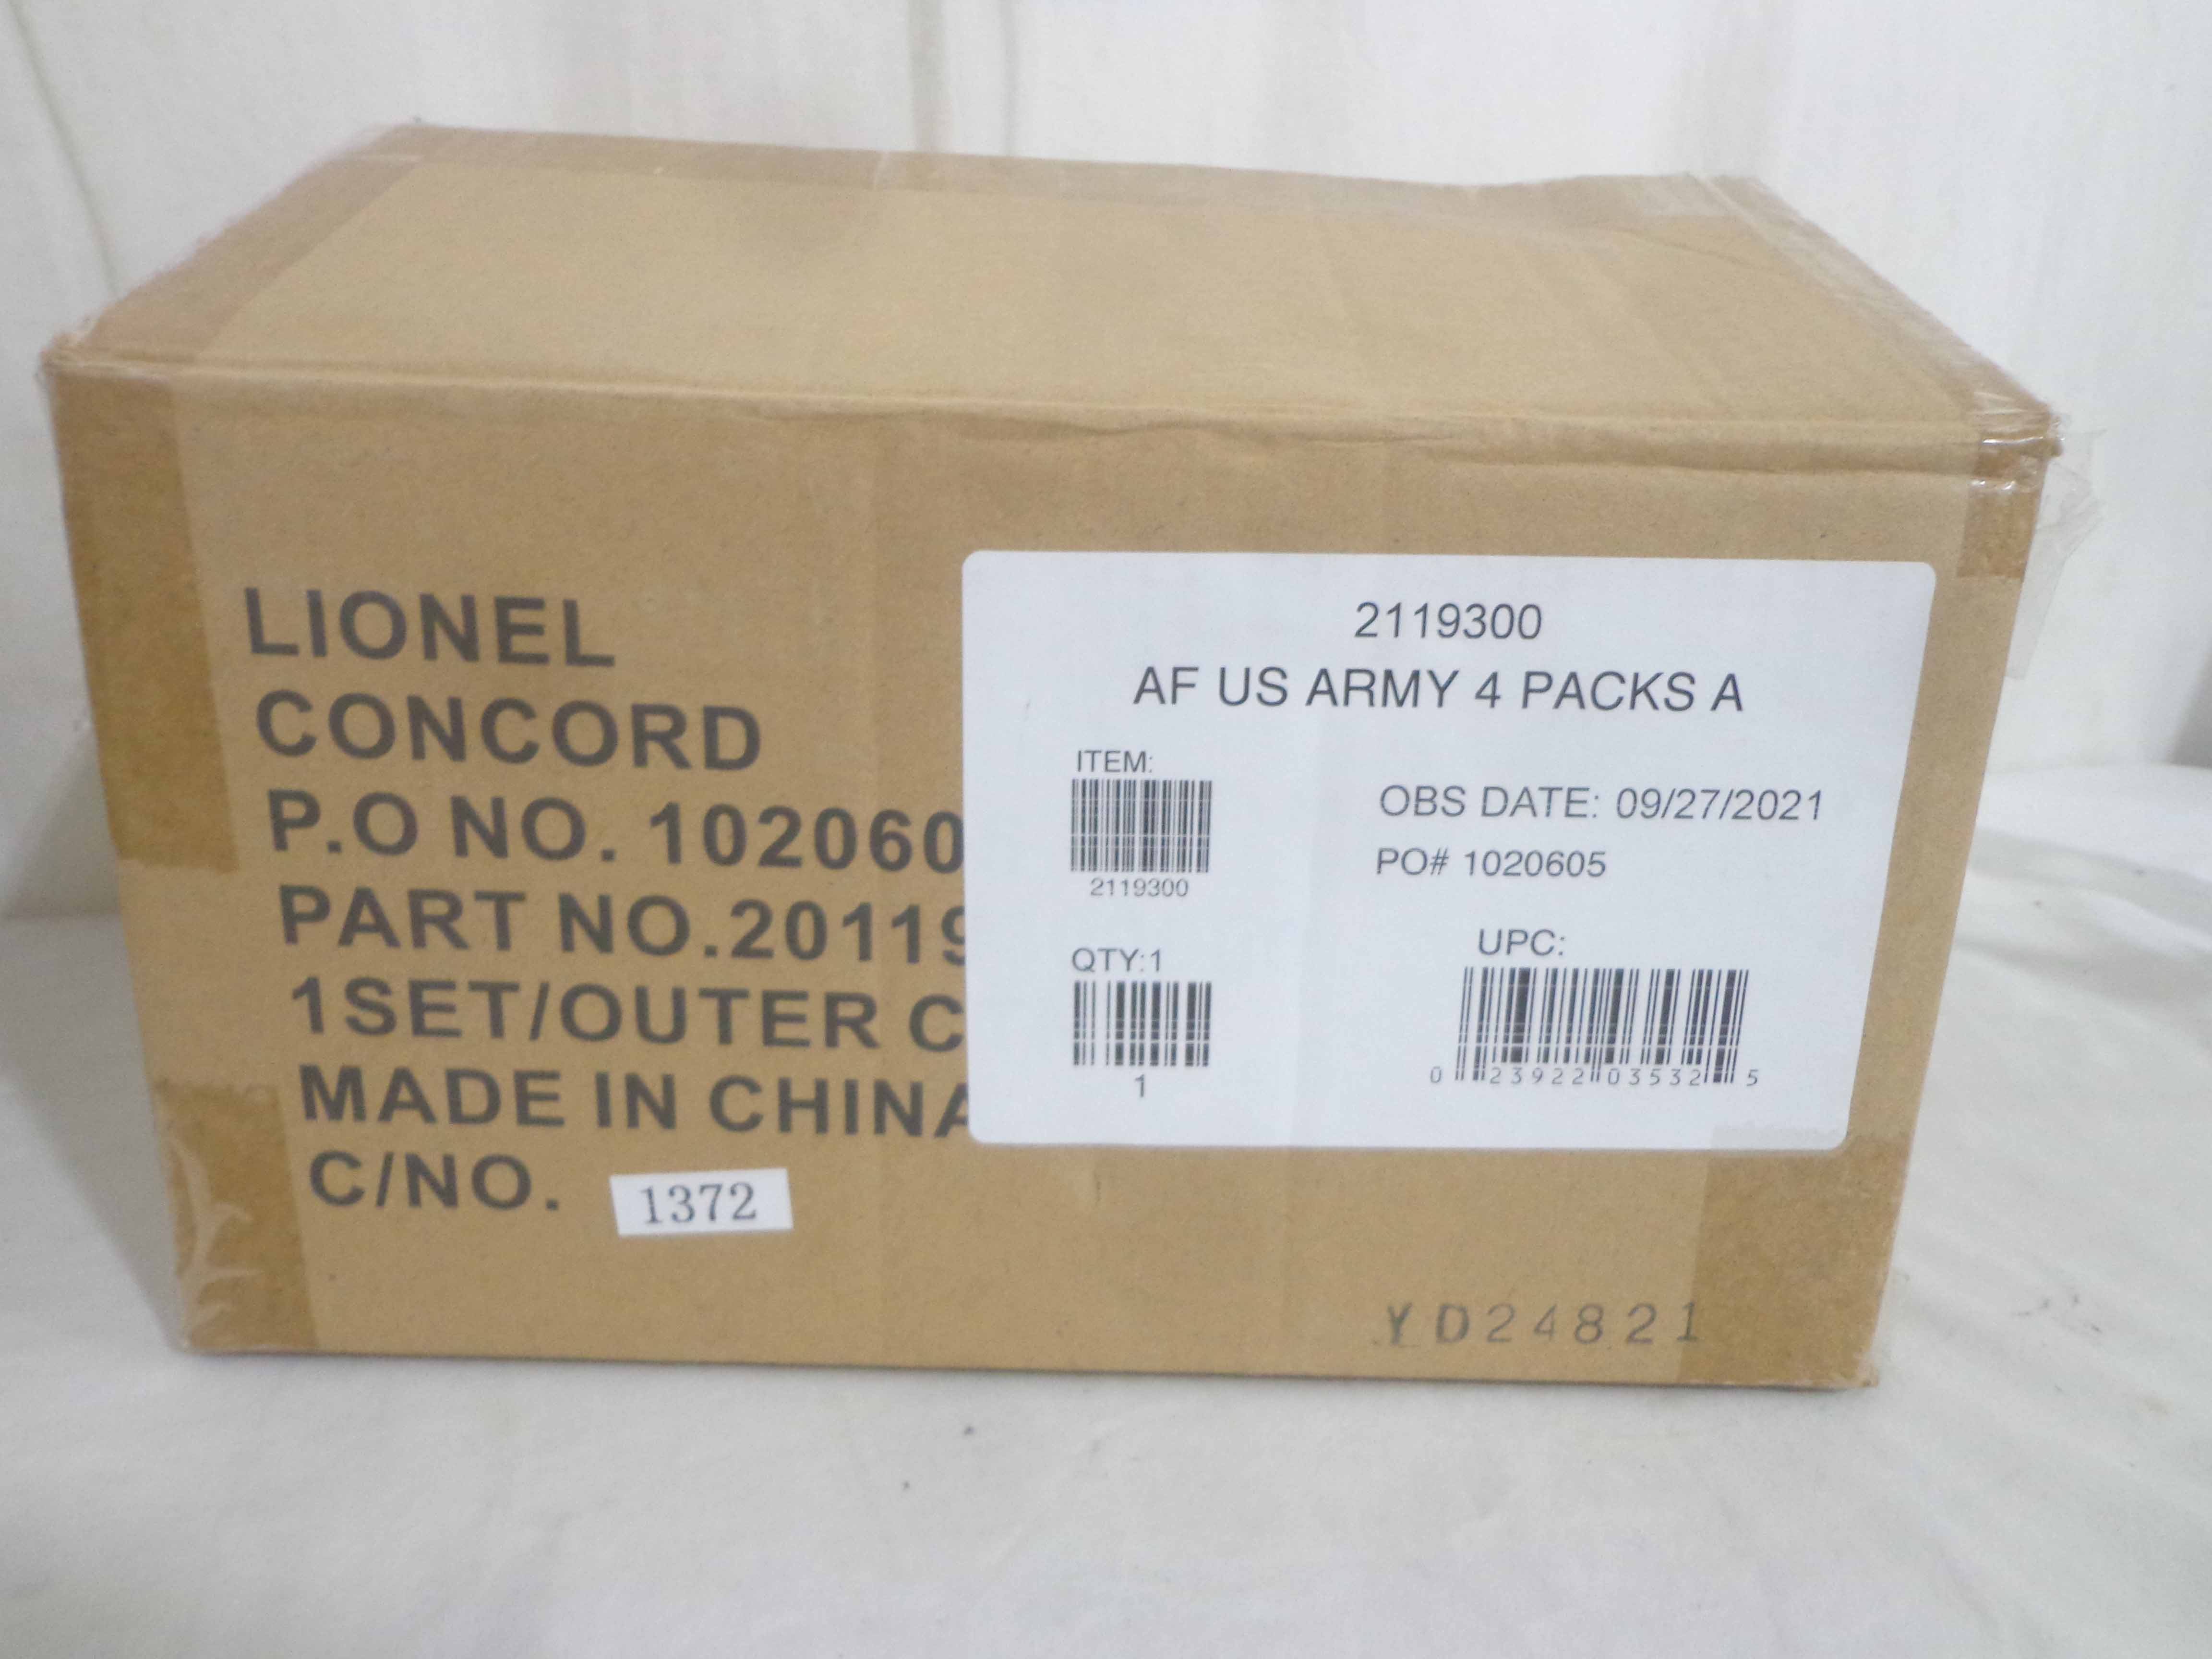 LIONEL
CONCORD
P.O NO. 102060
PART NO.20119
1SET/OUTER C
MADE IN CHINA
C/NO. 1372
2119300
AF US ARMY 4 PACKS A
ITEM:
2119300
OBS DATE: 09/27/2021
PO# 1020605
QTY:1
1
UPC:
0 23922 03532 5
YD24821